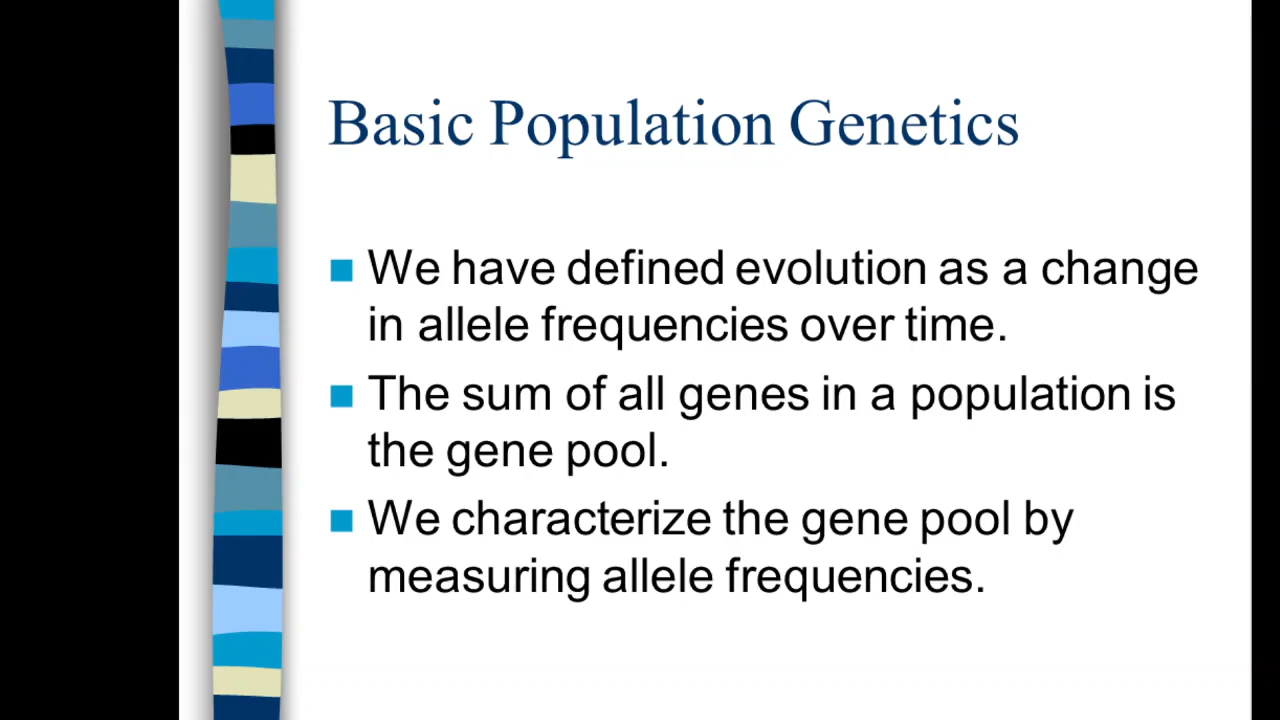 Basic Population Genetics
We have defined evolution as a change
in allele frequencies over time.
The sum of all genes in a population is
the gene pool.
We characterize the gene pool by
measuring allele frequencies.